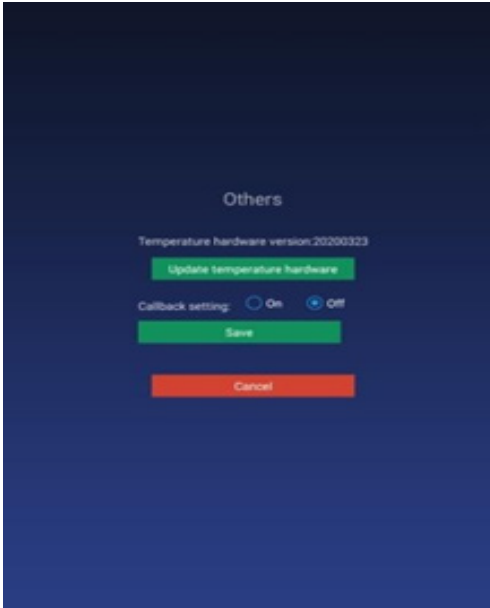 Others
Temperature hardware version:20200323
Update temperature hardware
Callback setting: On Off
Save
Cancel